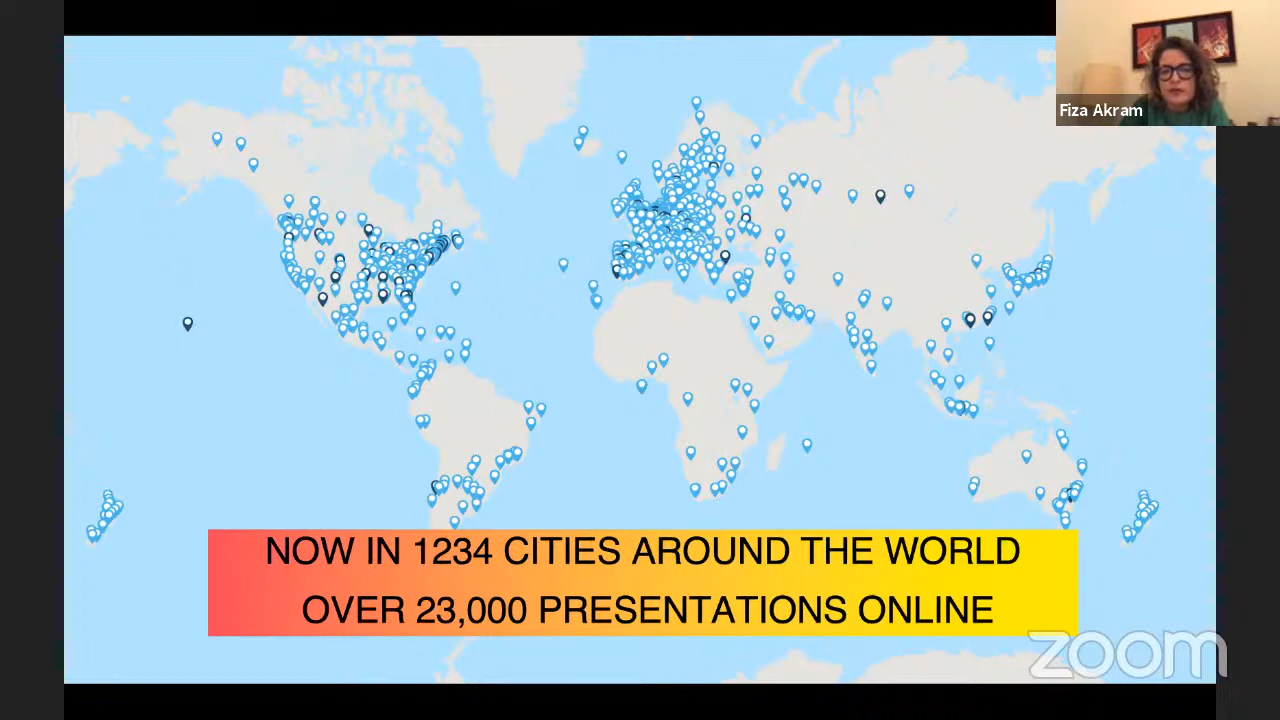 Fiza Akram
NOW IN 1234 CITIES AROUND THE WORLD
OVER 23,000 PRESENTATIONS ONLINE
zoom